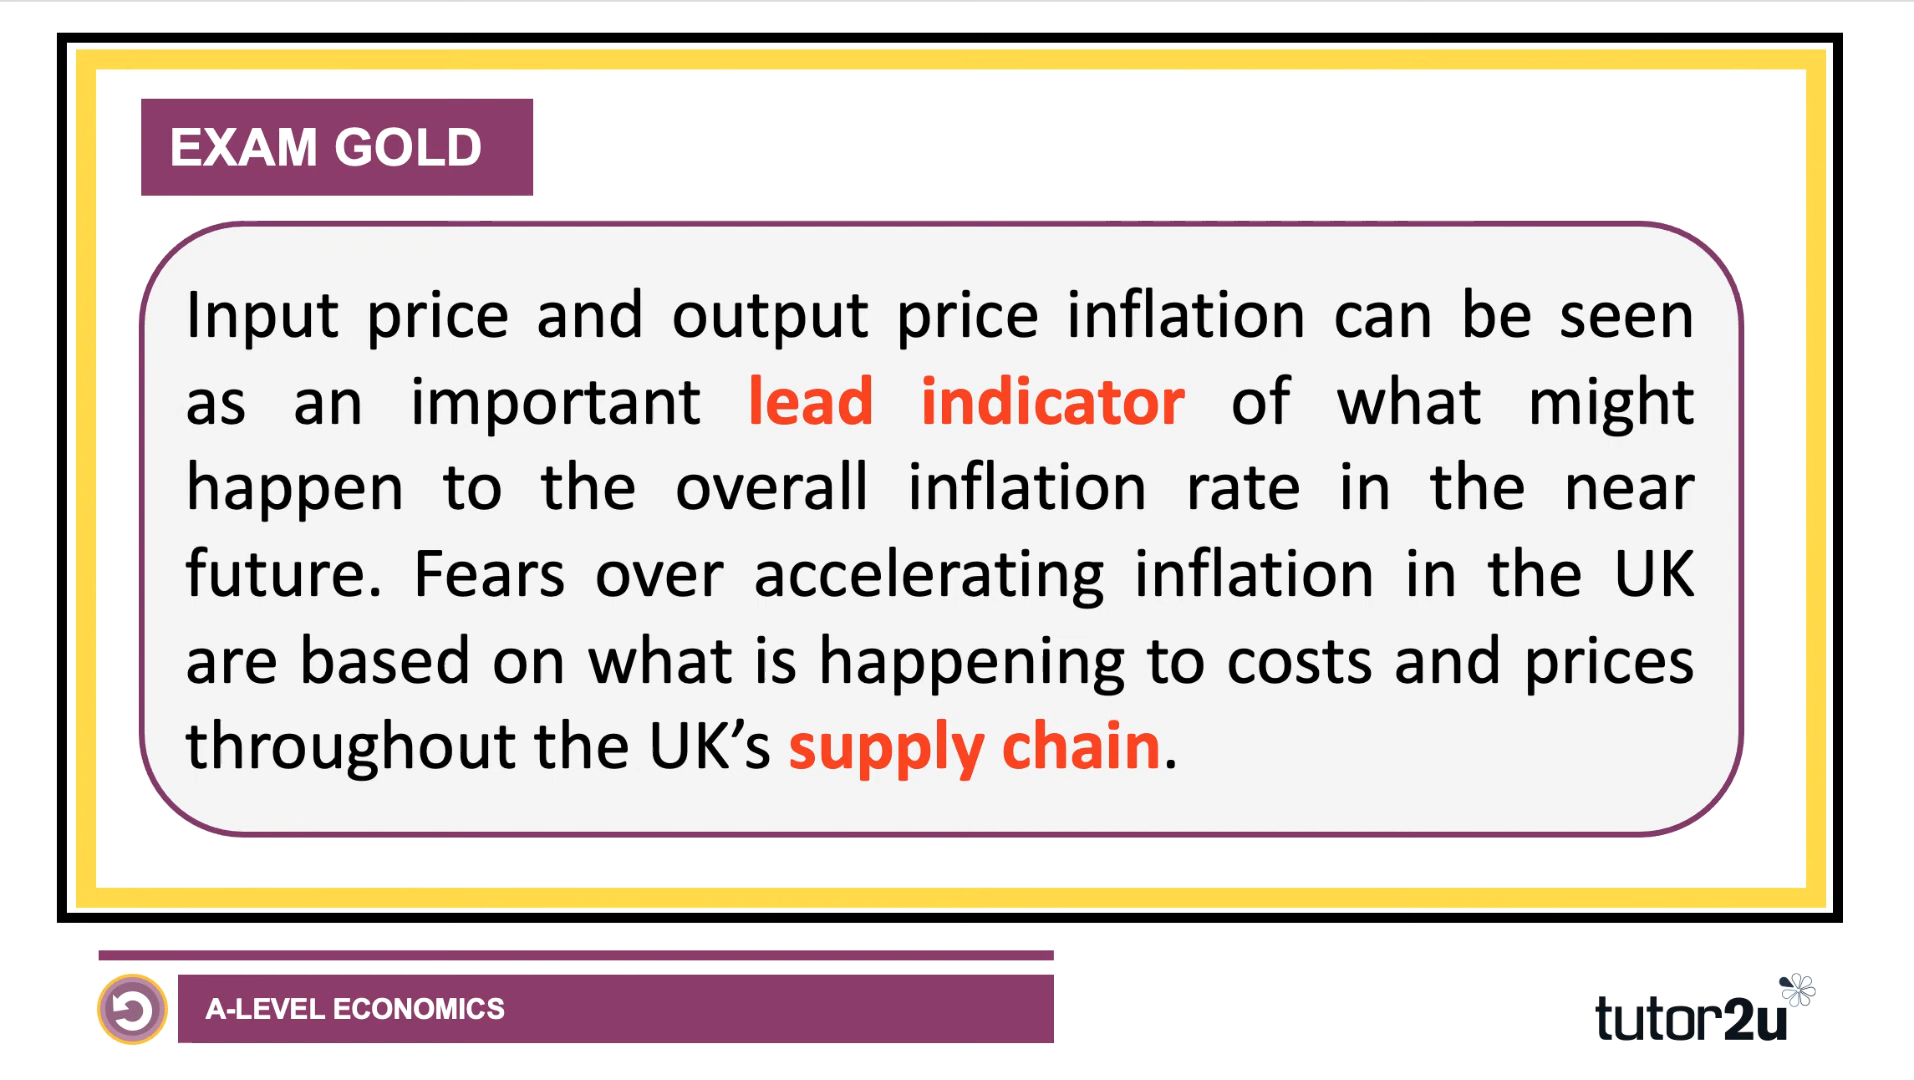 EXAM GOLD
Input price and output price inflation can be seen
as an important lead indicator of what might
happen to the overall inflation rate in the near
future. Fears over accelerating inflation in the UK
are based on what is happening to costs and prices
throughout the UK’s supply chain.
A-LEVEL ECONOMICS
tutor2u